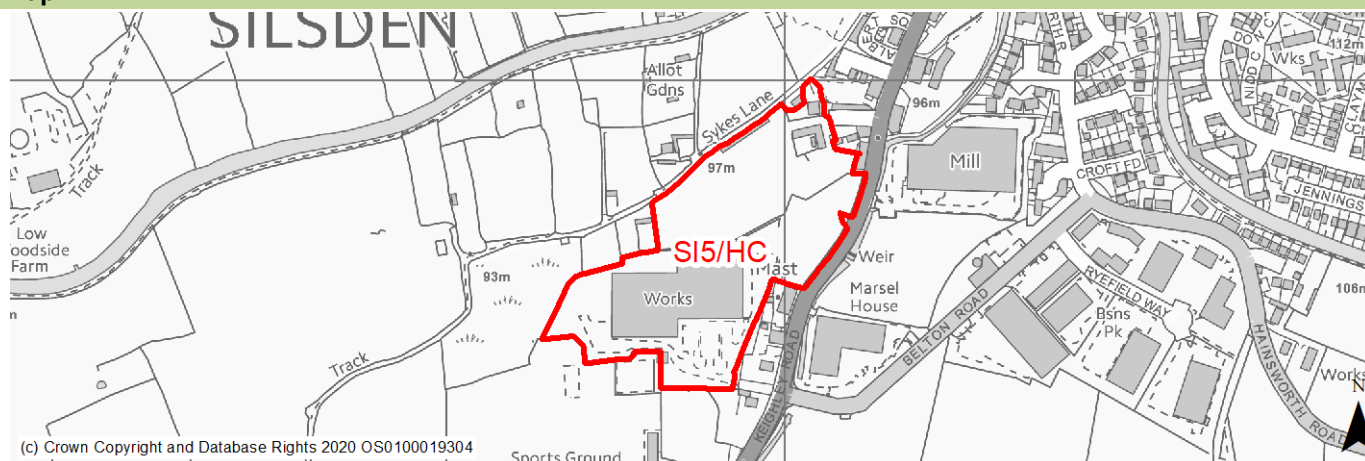 SILSDEN
Allot
Gdns
Sykes Lane
97m
96m
Mill
CROFT FD
112m
Wks
NIDD C
JENNINGS
Track
Low
93m
SI5/HC
Mast
Works
Weir
Marsel
House
KEIGHLEY ROAD
BELTON ROAD
RYEFIELD WAY
Bsns
Pk
HAINSWORTH ROAD
106m
Works
N
Track
Farm
Sports Ground
(c) Crown Copyright and Database Rights 2020 OS0100019304